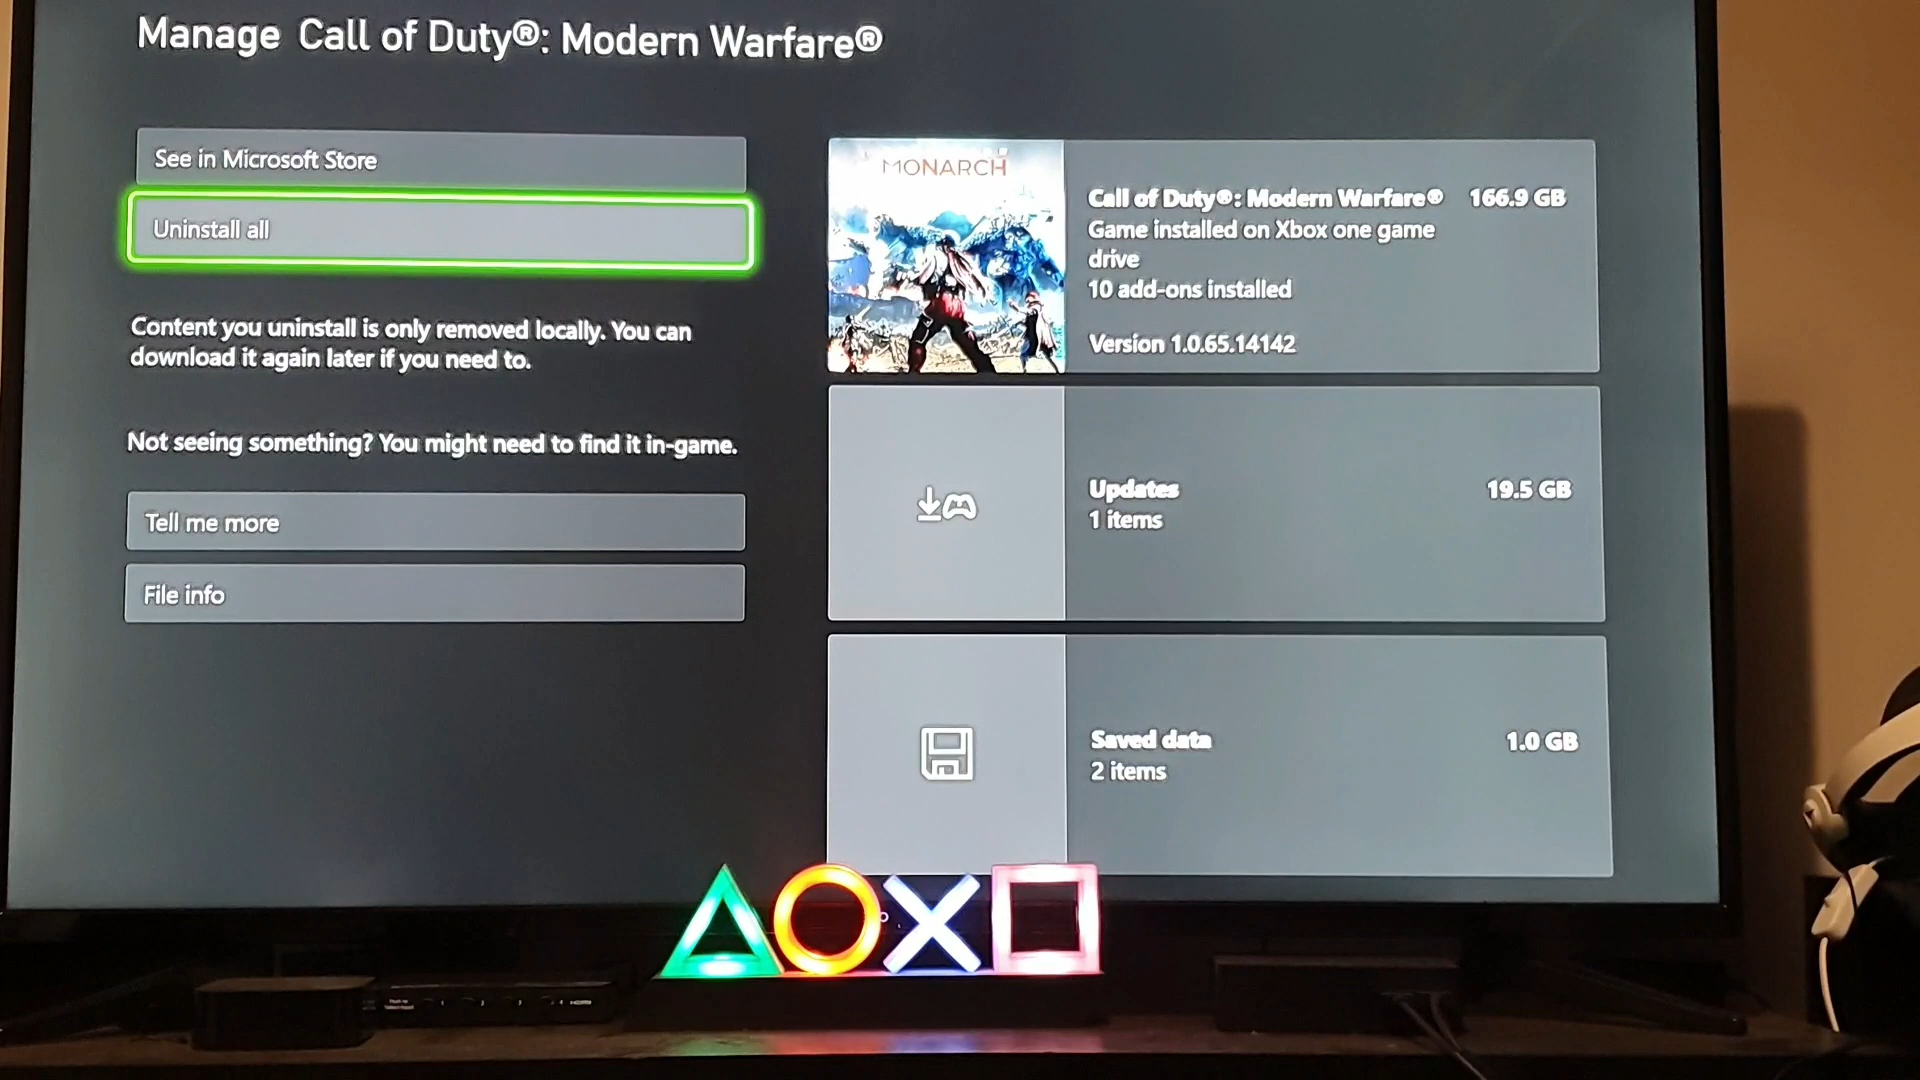 Manage Call of Duty®: Modern Warfare®
See in Microsoft Store
Uninstall all
Content you uninstall is only removed locally. You can
download it again later if you need to.
Not seeing something? You might need to find it in-game.
Tell me more
File info
MONARCH
Call of Duty®: Modern Warfare® 166.9 GB
Game installed on Xbox one game
drive
10 add-ons installed
Version 1.0.65.14142
Updates 19.5 GB
1 items
Saved data 1.0 GB
2 items
HDMI